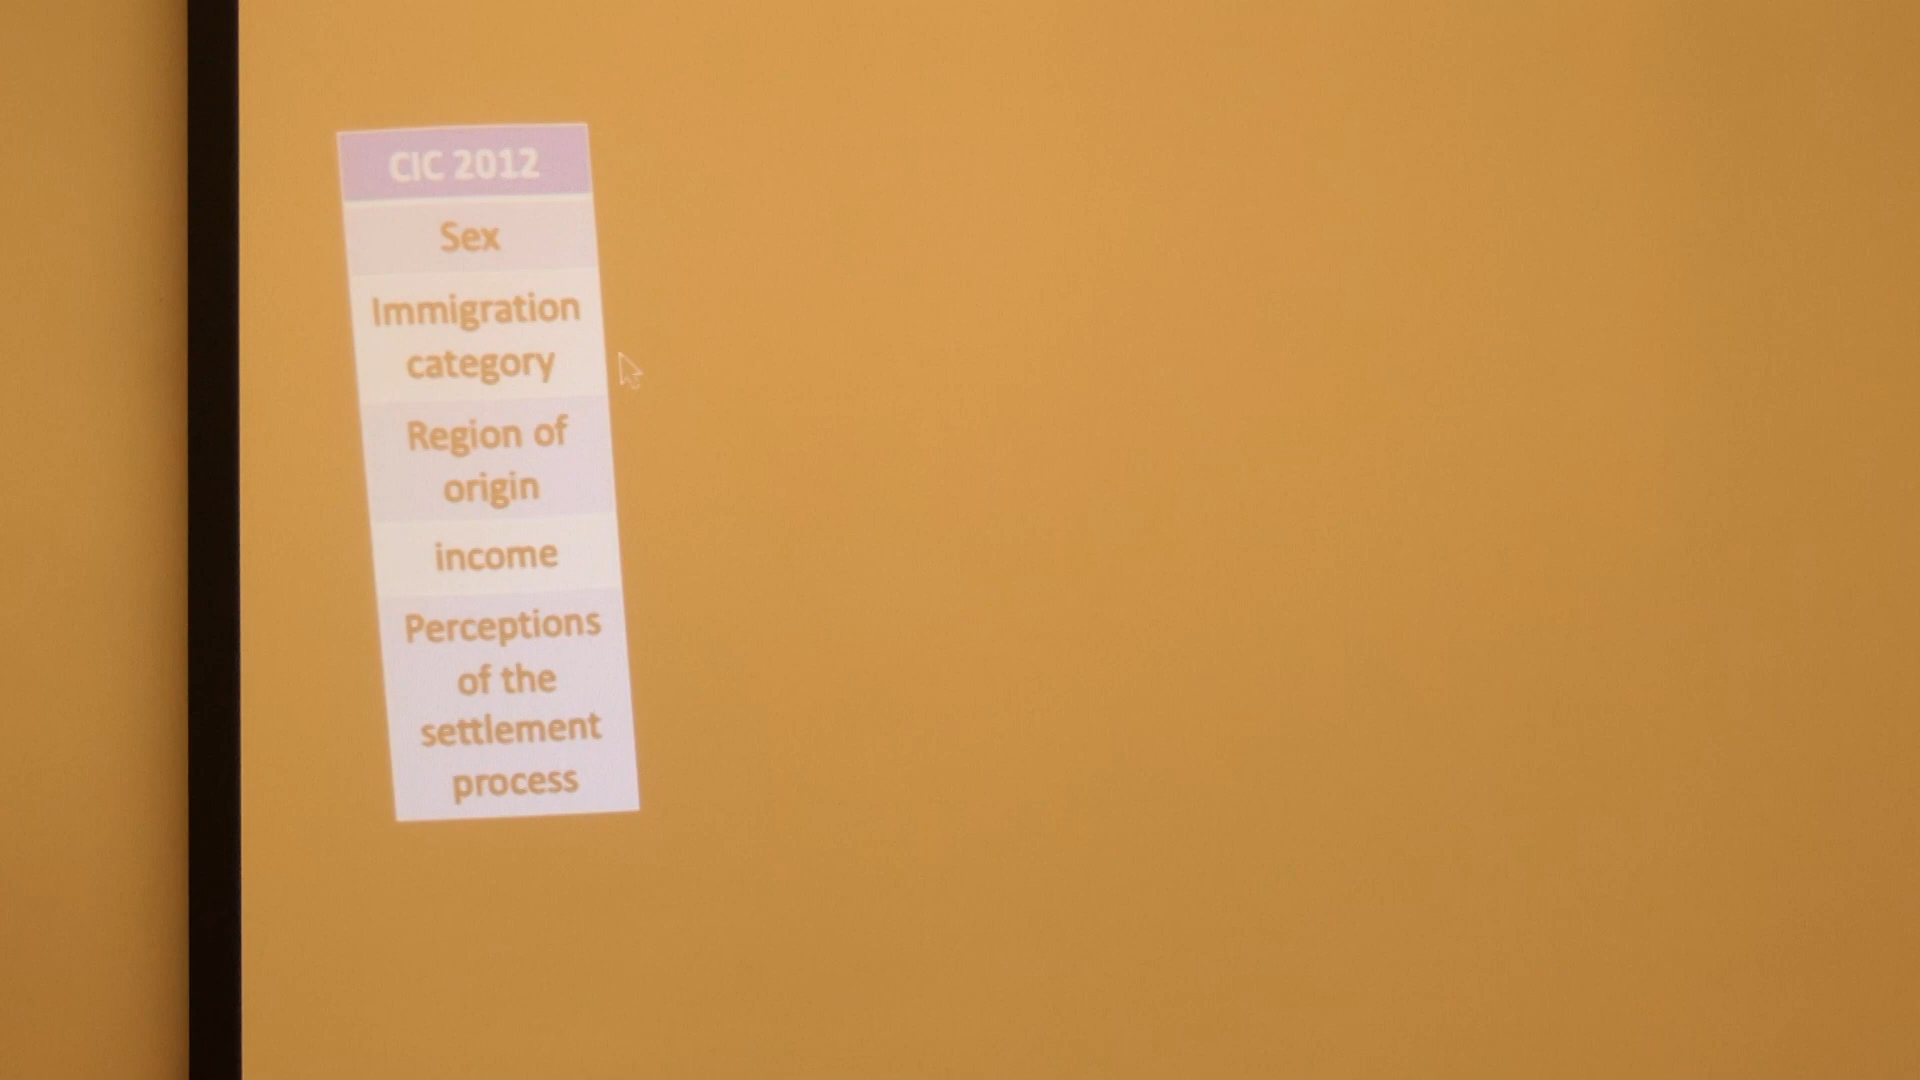 CIC 2012
Sex
Immigration
category
Region of
origin
income
Perceptions
of the
settlement
process